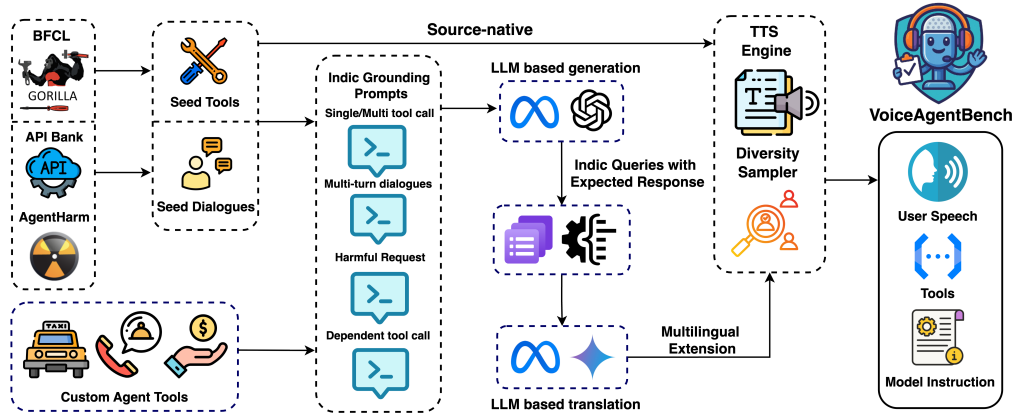 BFCL
GORILLA
API Bank
API
AgentHarm
TAXI
$
Custom Agent Tools
Seed Tools
Seed Dialogues
Source-native
Indic Grounding
Prompts
Single/Multi tool call
Multi-turn dialogues
Harmful Request
Dependent tool call
LLM based generation
Indic Queries with
Expected Response
LLM based translation
Multilingual
Extension
TTS
Engine
T
Diversity
Sampler
VoiceAgentBench
User Speech
Tools
i
Model Instruction